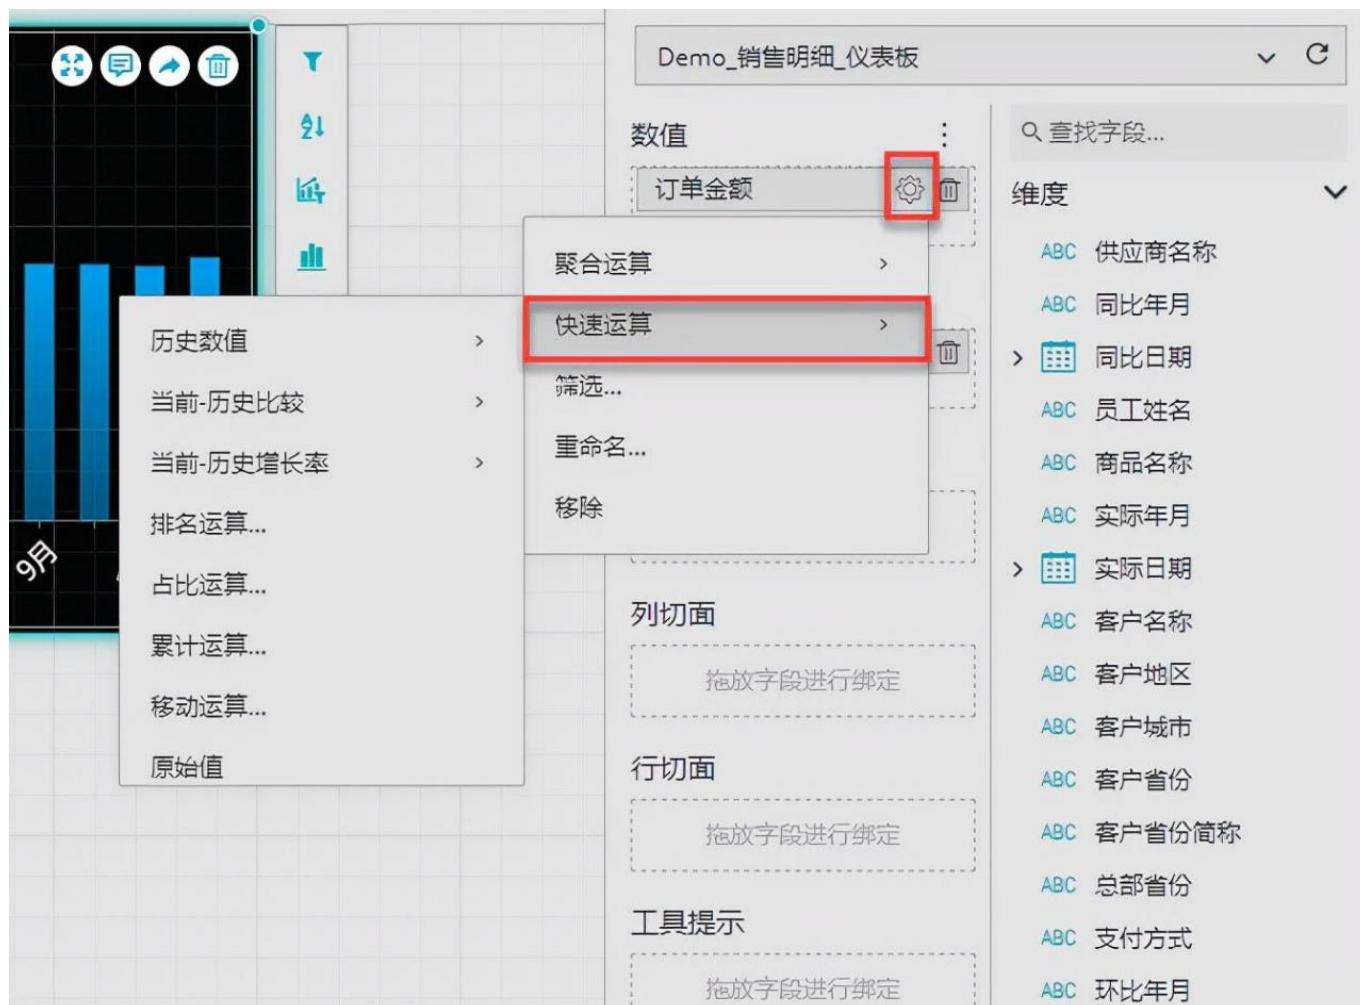 Demo_销售明细_仪表板
数值
订单金额
聚合运算
快速运算
筛选...
重命名...
移除
历史数值
当前-历史比较
当前-历史增长率
排名运算...
占比运算...
累计运算...
移动运算...
原始值
9月
列切面
拖放字段进行绑定
行切面
拖放字段进行绑定
工具提示
拖放字段进行绑定
查找字段...
维度
ABC 供应商名称
ABC 同比年月
同比日期
ABC 员工姓名
ABC 商品名称
ABC 实际年月
实际日期
ABC 客户名称
ABC 客户地区
ABC 客户城市
ABC 客户省份
ABC 客户省份简称
ABC 总部省份
ABC 支付方式
ABC 环比年月